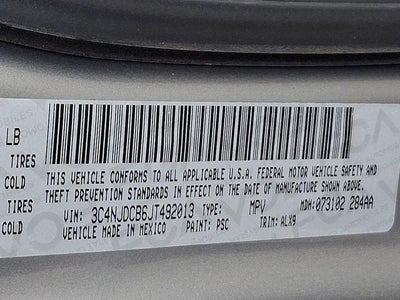 LB
TIRES
COLD
TIRES
COLD
THIS VEHICLE CONFORMS TO ALL APPLICABLE U.S.A. FEDERAL MOTOR VEHICLE SAFETY AND
THEFT PREVENTION STANDARDS IN EFFECT ON THE DATE OF MANUFACTURE SHOWN ABOVE.
VIN: 3C4NJDCB6JT492013 TYPE: MPV MDH: 073102 284AA
VEHICLE MADE IN MEXICO PAINT: PSC TRIM: ALX9